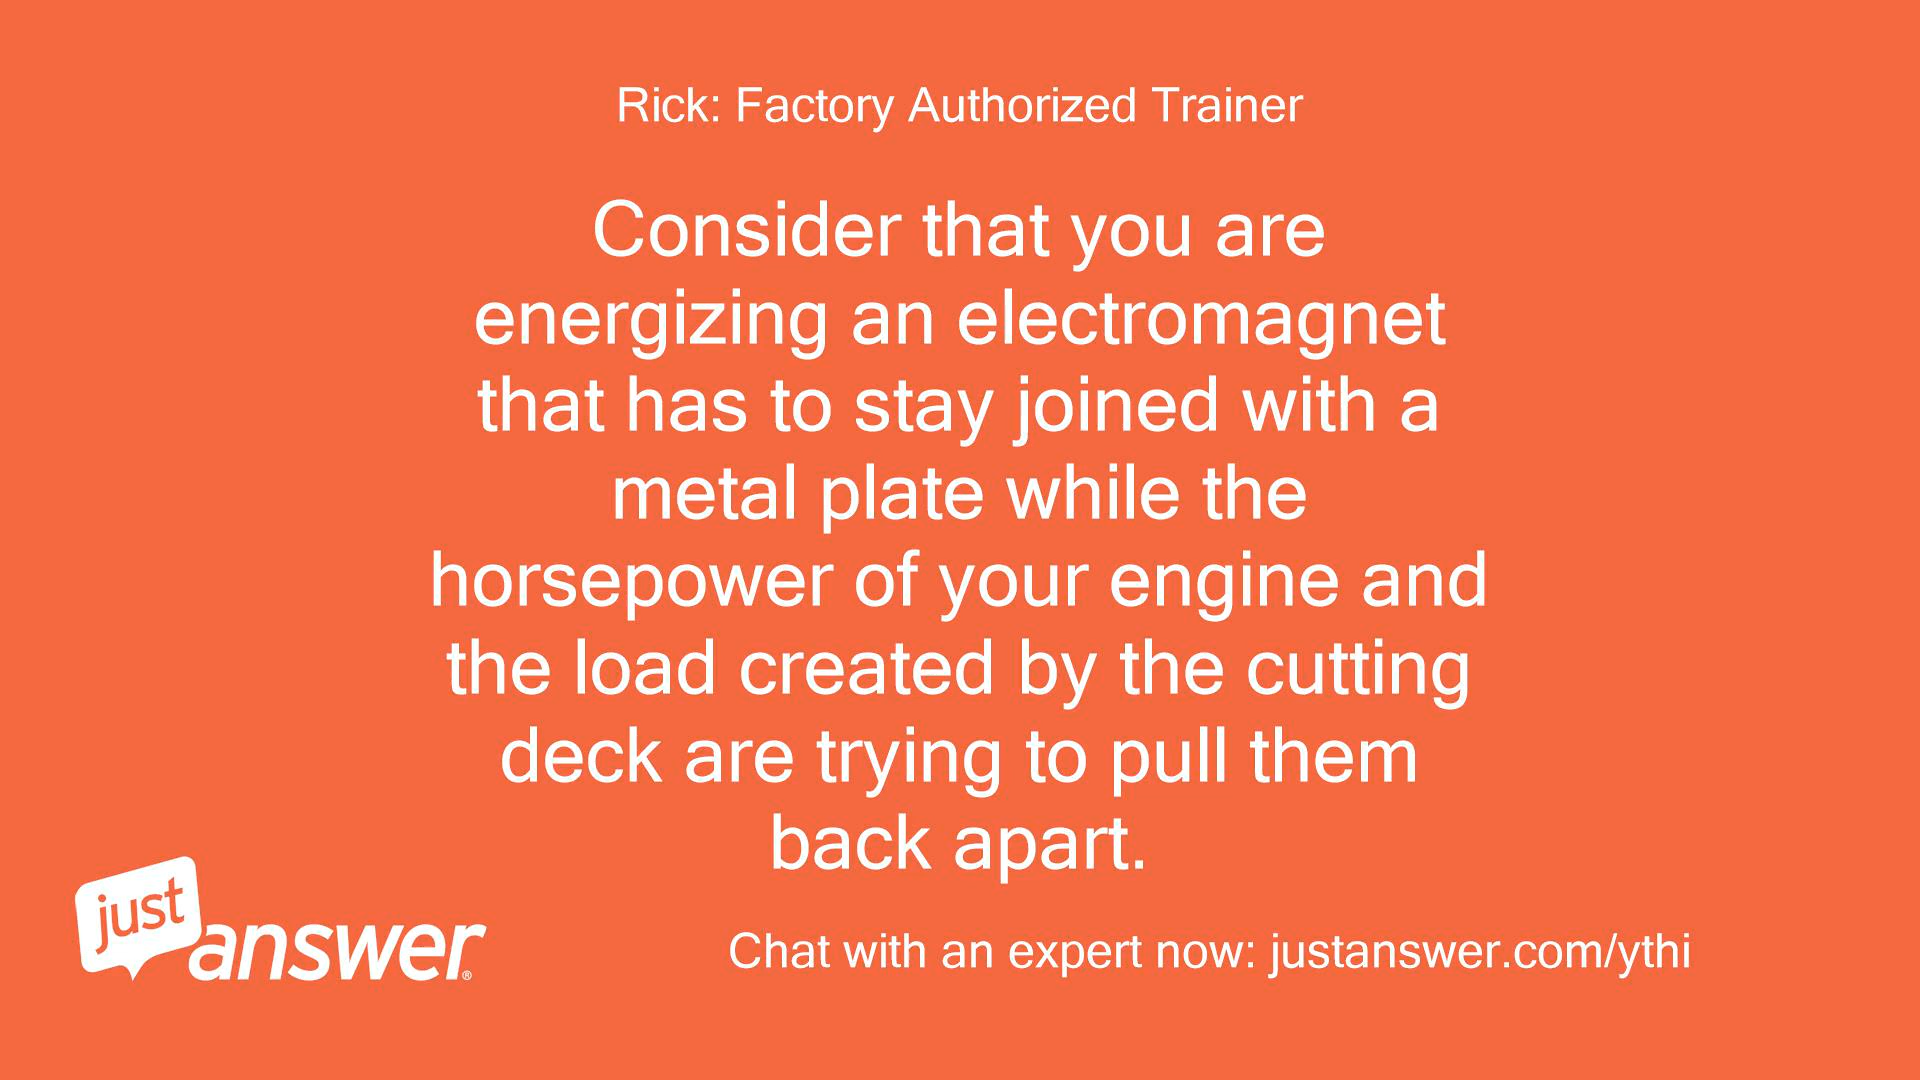 Rick: Factory Authorized Trainer
Consider that you are
energizing an electromagnet
that has to stay joined with a
metal plate while the
horsepower of your engine and
the load created by the cutting
deck are trying to pull them
back apart.
just
answer®
Chat with an expert now: justanswer.com/ythi